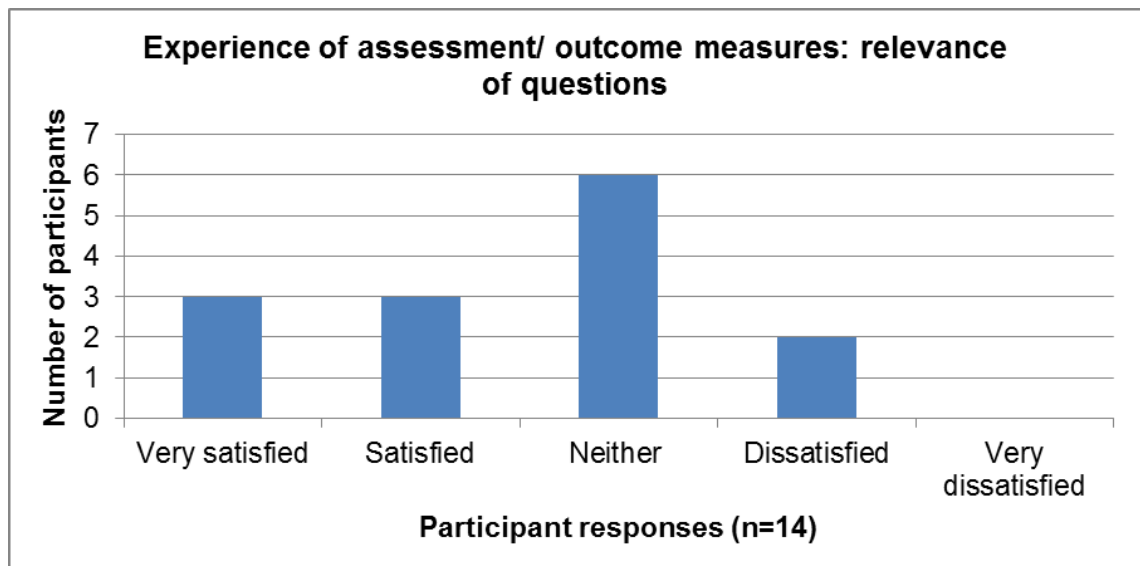 Experience of assessment/ outcome measures: relevance
of questions
Number of participants
7
6
5
4
3
2
1
0
Very satisfied
Satisfied
Neither
Dissatisfied
Very
dissatisfied
Participant responses (n=14)